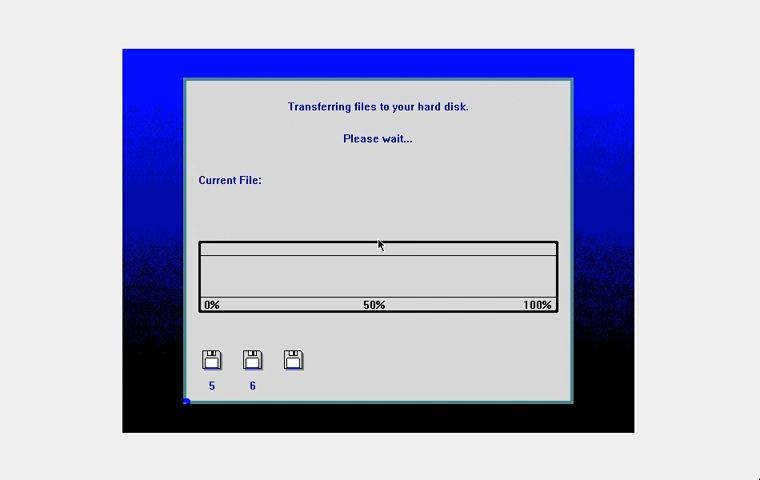 Transferring files to your hard disk.
Please wait...
Current File:
0% 50% 100%
5 6